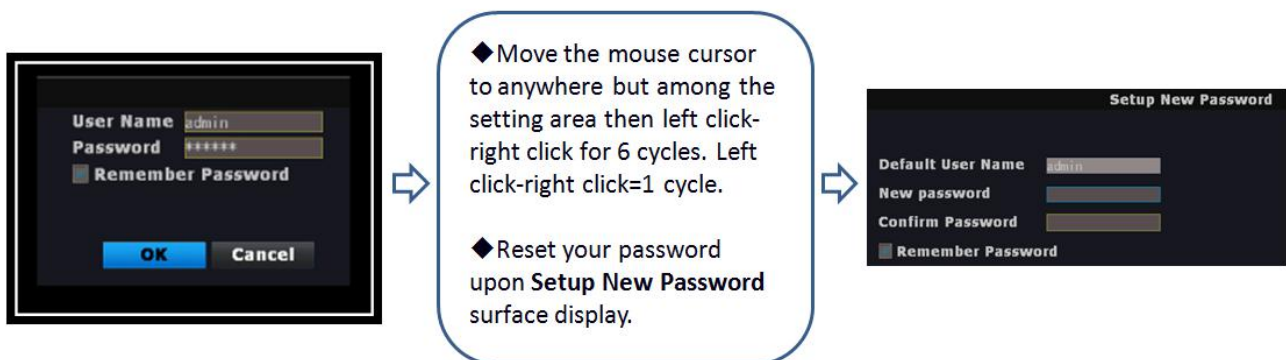 User Name admin
Password ******
Remember Password
OK Cancel
◆Move the mouse cursor
to anywhere but among the
setting area then left click-
right click for 6 cycles. Left
click-right click=1 cycle.
◆Reset your password
upon Setup New Password
surface display.
Setup New Password
Default User Name admin
New password
Confirm Password
Remember Password